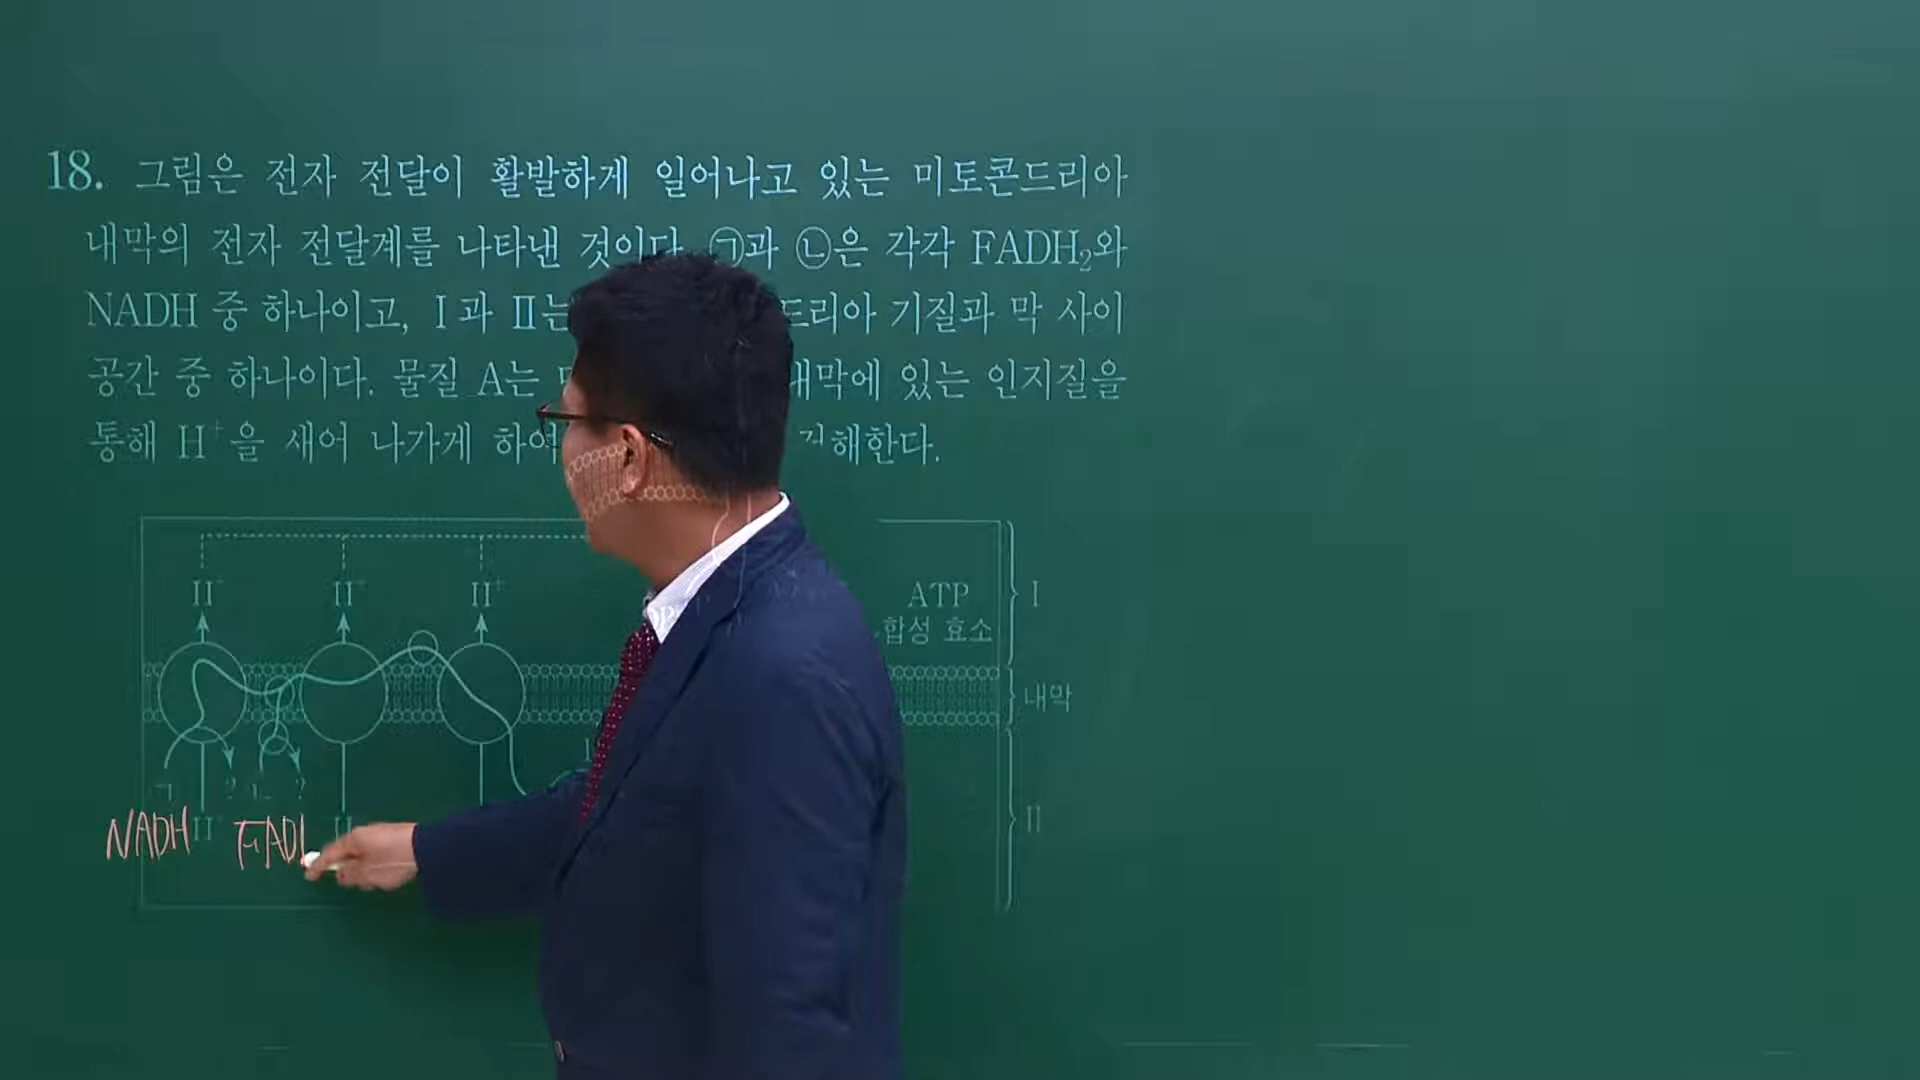 18. 그림은 전자 전달이 활발하게 일어나고 있는 미토콘드리아
내막의 전자 전달계를 나타낸 것이다. ㉠과 ㉡은 각각 FADH₂와
NADH 중 하나이고, Ⅰ과 Ⅱ는 드리아 기질과 막 사이
공간 중 하나이다. 물질 A는 내막에 있는 인지질을
통해 H⁺을 새어 나가게 하여 해한다.
H⁺ H⁺ H⁺
ATP
합성 효소
Ⅰ
내막
? ?
Ⅱ
NADH FAD